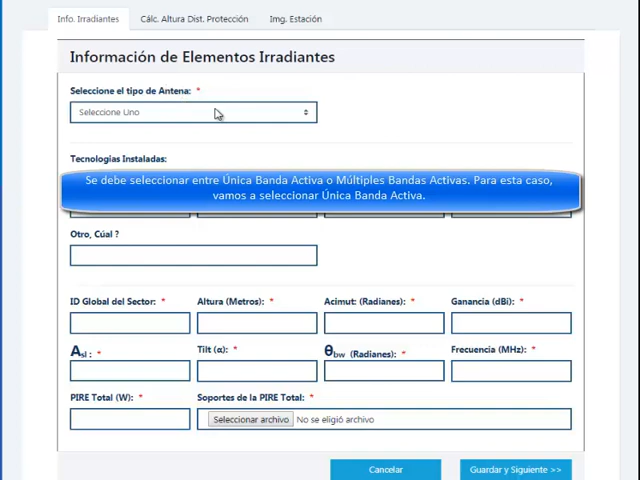 Info. Irradiantes
Cálc. Altura Dist. Protección
Img. Estación
Información de Elementos Irradiantes
Seleccione el tipo de Antena: *
Seleccione Uno
Tecnologías Instaladas:
Se debe seleccionar entre Única Banda Activa o Múltiples Bandas Activas. Para esta caso,
vamos a seleccionar Única Banda Activa.
Otro, Cúal ?
ID Global del Sector: *
Altura (Metros): *
Acimut: (Radianes): *
Ganancia (dBi): *
Asl : *
Tilt (α): *
θbw (Radianes): *
Frecuencia (MHz): *
PIRE Total (W): *
Soportes de la PIRE Total: *
Seleccionar archivo No se eligió archivo
Cancelar
Guardar y Siguiente >>